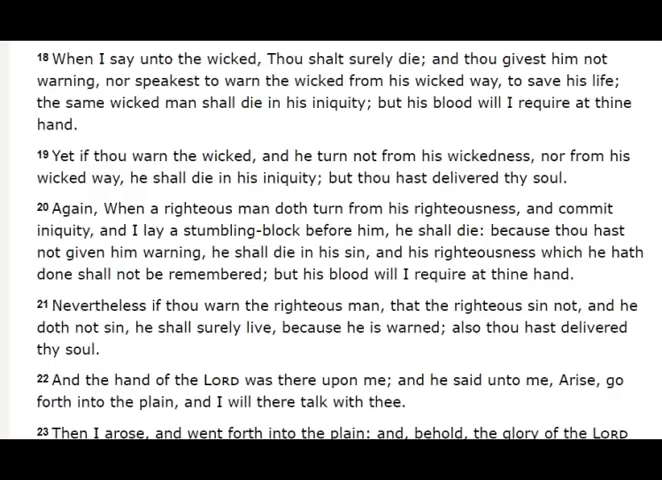 18 When I say unto the wicked, Thou shalt surely die; and thou givest him not
warning, nor speakest to warn the wicked from his wicked way, to save his life;
the same wicked man shall die in his iniquity; but his blood will I require at thine
hand.
19 Yet if thou warn the wicked, and he turn not from his wickedness, nor from his
wicked way, he shall die in his iniquity; but thou hast delivered thy soul.
20 Again, When a righteous man doth turn from his righteousness, and commit
iniquity, and I lay a stumbling-block before him, he shall die: because thou hast
not given him warning, he shall die in his sin, and his righteousness which he hath
done shall not be remembered; but his blood will I require at thine hand.
21 Nevertheless if thou warn the righteous man, that the righteous sin not, and he
doth not sin, he shall surely live, because he is warned; also thou hast delivered
thy soul.
22 And the hand of the LORD was there upon me; and he said unto me, Arise, go
forth into the plain, and I will there talk with thee.
23 Then I arose, and went forth into the plain: and, behold, the glory of the LORD